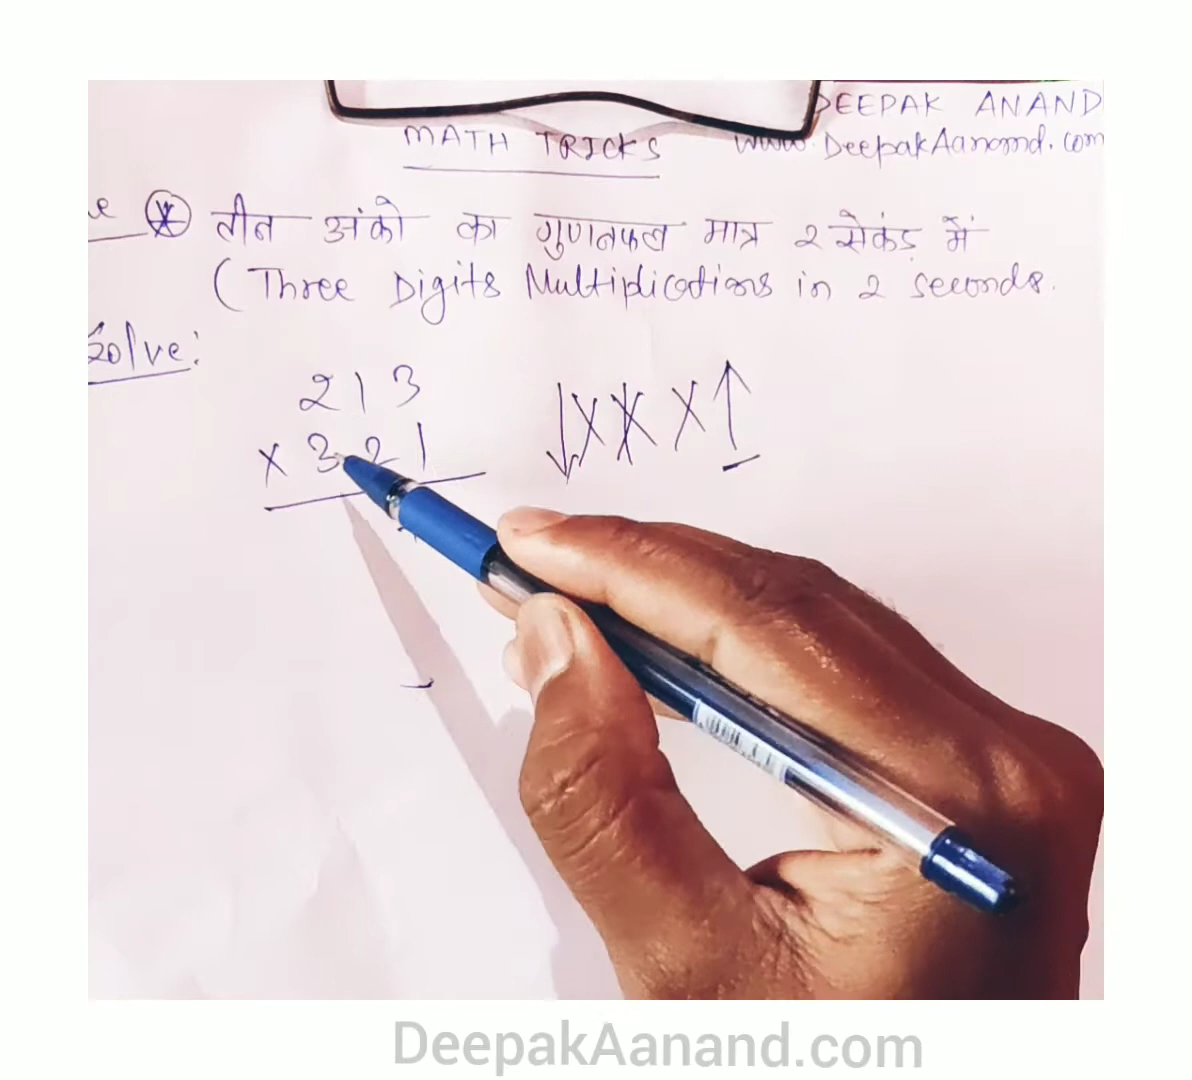 DEEPAK ANAND
MATH TRICKS www.DeepakAanand.com
तीन अंको का गुणनफल मात्र 2 सेकंड में
(Three Digits Multiplications in 2 seconds.
Solve:
213
× 321
DeepakAanand.com